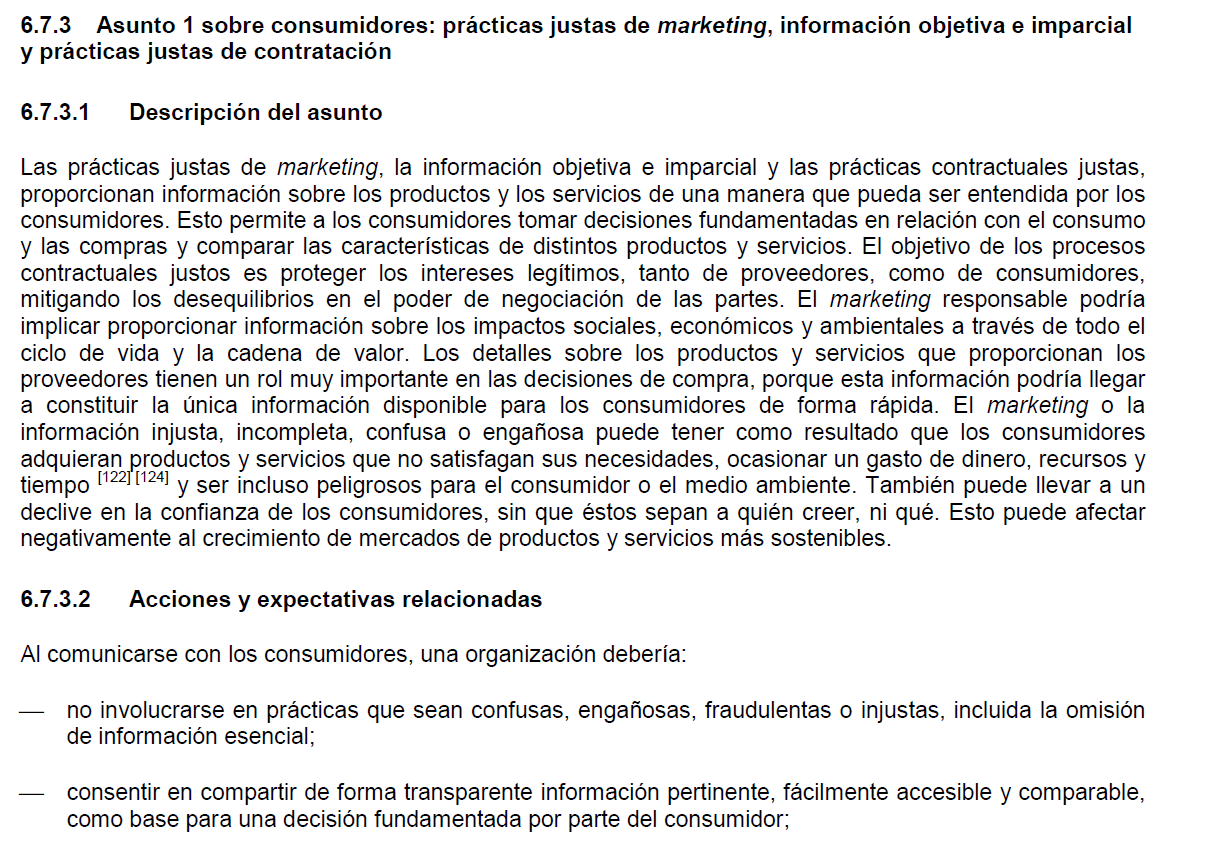 6.7.3 Asunto 1 sobre consumidores: prácticas justas de marketing, información objetiva e imparcial
y prácticas justas de contratación
6.7.3.1 Descripción del asunto
Las prácticas justas de marketing, la información objetiva e imparcial y las prácticas contractuales justas,
proporcionan información sobre los productos y los servicios de una manera que pueda ser entendida por los
consumidores. Esto permite a los consumidores tomar decisiones fundamentadas en relación con el consumo
y las compras y comparar las características de distintos productos y servicios. El objetivo de los procesos
contractuales justos es proteger los intereses legítimos, tanto de proveedores, como de consumidores,
mitigando los desequilibrios en el poder de negociación de las partes. El marketing responsable podría
implicar proporcionar información sobre los impactos sociales, económicos y ambientales a través de todo el
ciclo de vida y la cadena de valor. Los detalles sobre los productos y servicios que proporcionan los
proveedores tienen un rol muy importante en las decisiones de compra, porque esta información podría llegar
a constituir la única información disponible para los consumidores de forma rápida. El marketing o la
información injusta, incompleta, confusa o engañosa puede tener como resultado que los consumidores
adquieran productos y servicios que no satisfagan sus necesidades, ocasionar un gasto de dinero, recursos y
tiempo [122] [124] y ser incluso peligrosos para el consumidor o el medio ambiente. También puede llevar a un
declive en la confianza de los consumidores, sin que éstos sepan a quién creer, ni qué. Esto puede afectar
negativamente al crecimiento de mercados de productos y servicios más sostenibles.
6.7.3.2 Acciones y expectativas relacionadas
Al comunicarse con los consumidores, una organización debería:
— no involucrarse en prácticas que sean confusas, engañosas, fraudulentas o injustas, incluida la omisión
de información esencial;
— consentir en compartir de forma transparente información pertinente, fácilmente accesible y comparable,
como base para una decisión fundamentada por parte del consumidor;